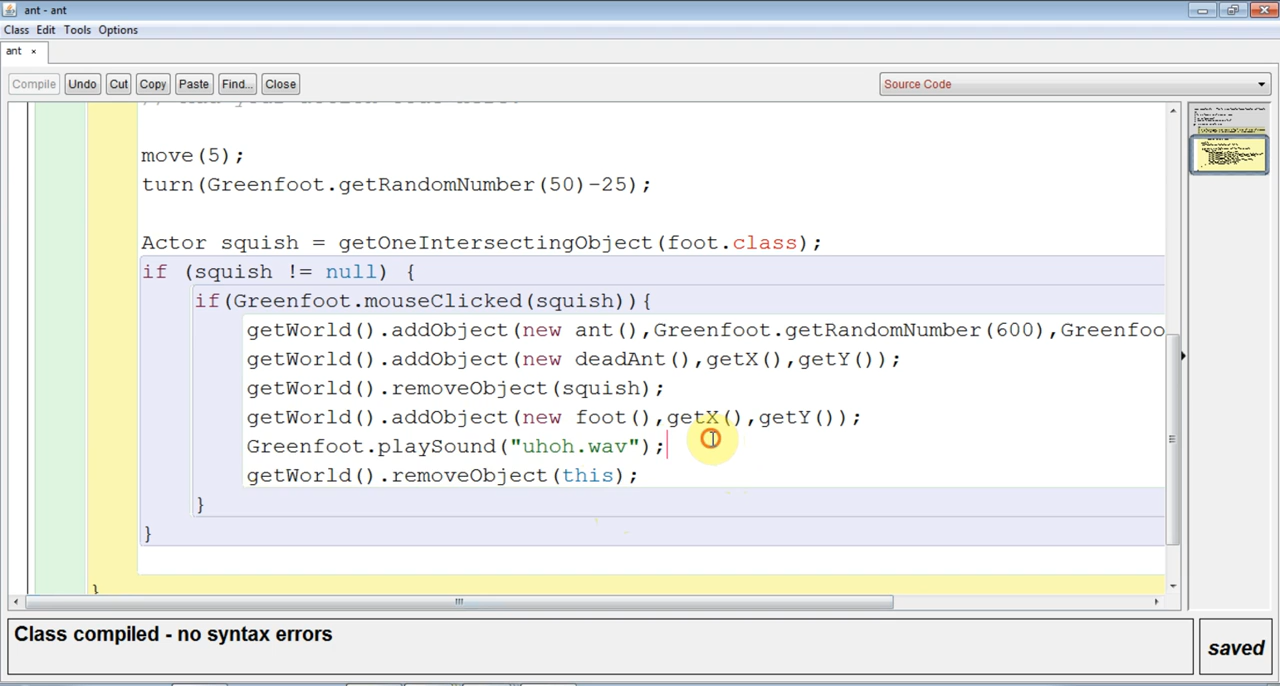 ant - ant
Class Edit Tools Options
ant ×
Compile Undo Cut Copy Paste Find... Close Source Code
move(5);
turn(Greenfoot.getRandomNumber(50)-25);
Actor squish = getOneIntersectingObject(foot.class);
if (squish != null) {
if(Greenfoot.mouseClicked(squish)){
getWorld().addObject(new ant(),Greenfoot.getRandomNumber(600),Greenfoo
getWorld().addObject(new deadAnt(),getX(),getY());
getWorld().removeObject(squish);
getWorld().addObject(new foot(),getX(),getY());
Greenfoot.playSound("uhoh.wav");
getWorld().removeObject(this);
}
}
}
Class compiled - no syntax errors
saved